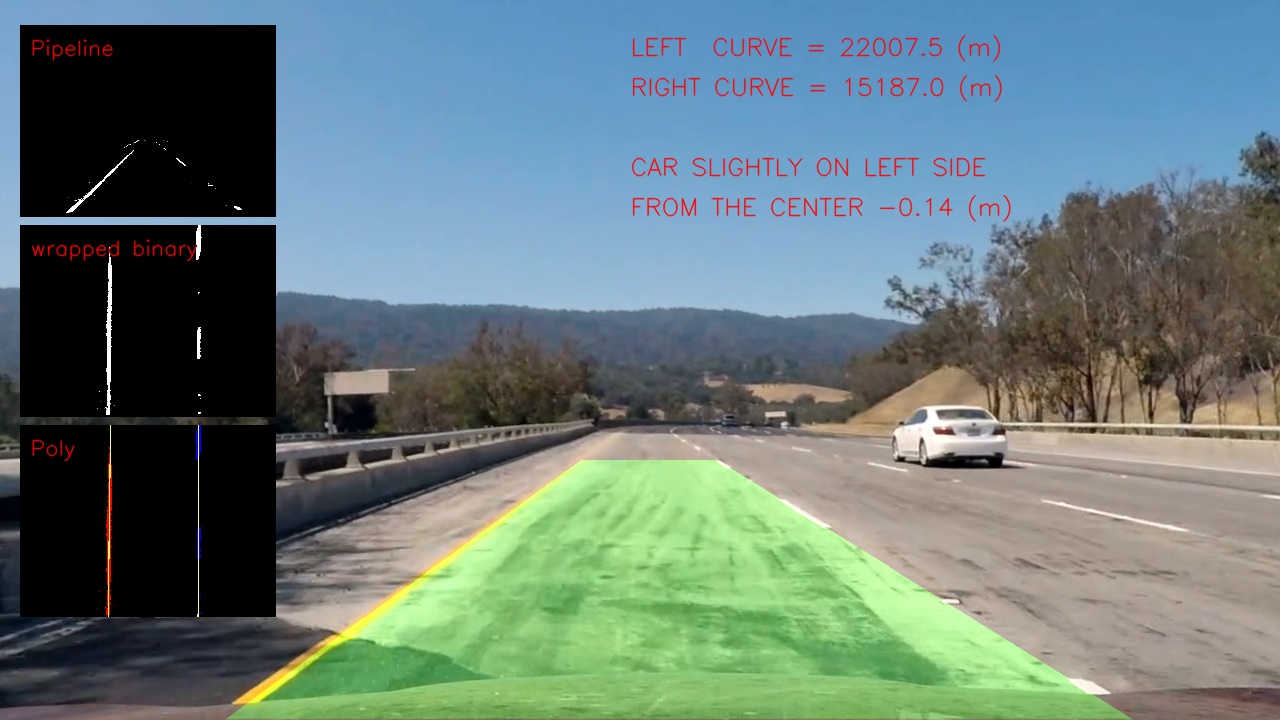 Pipeline
LEFT CURVE = 22007.5 (m)
RIGHT CURVE = 15187.0 (m)
CAR SLIGHTLY ON LEFT SIDE
FROM THE CENTER -0.14 (m)
wrapped binary
Poly